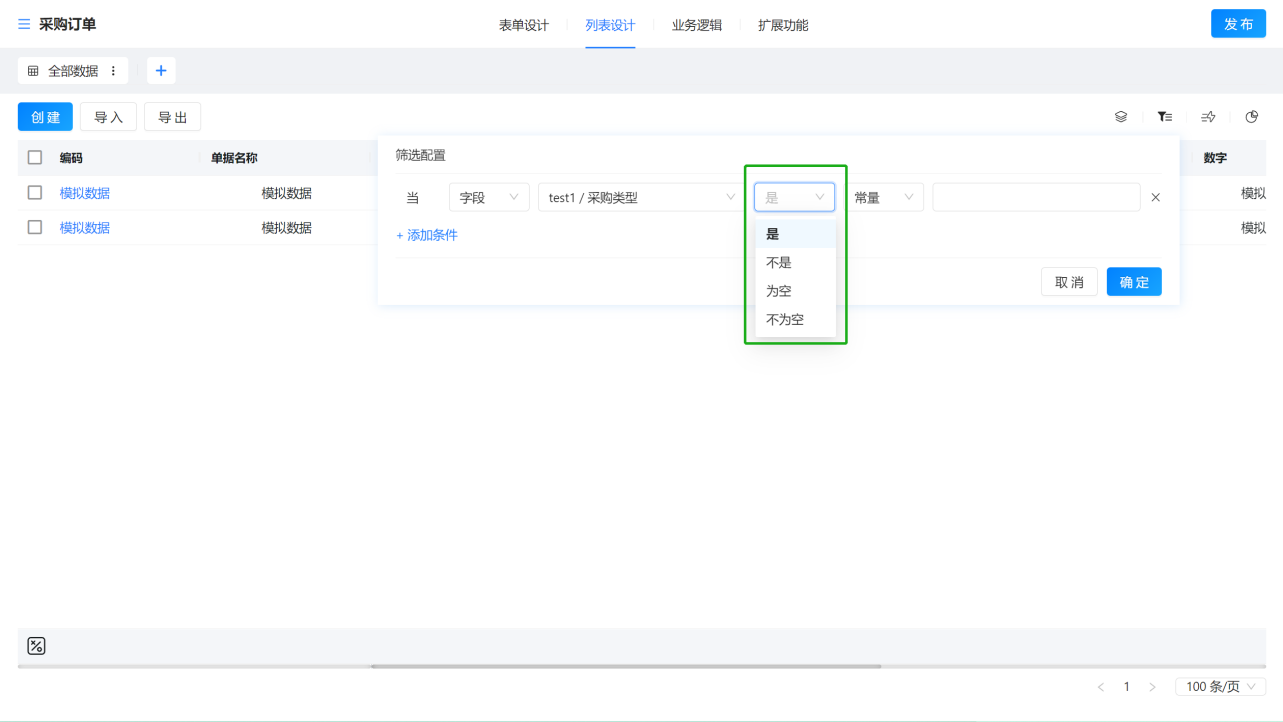 采购订单
表单设计
列表设计
业务逻辑
扩展功能
发 布
全部数据
创 建
导 入
导 出
编码
单据名称
数字
模拟数据
模拟数据
模拟
模拟数据
模拟数据
模拟
筛选配置
当
字段
test1 / 采购类型
是
常量
+ 添加条件
是
不是
为空
不为空
取 消
确 定
1
100 条/页